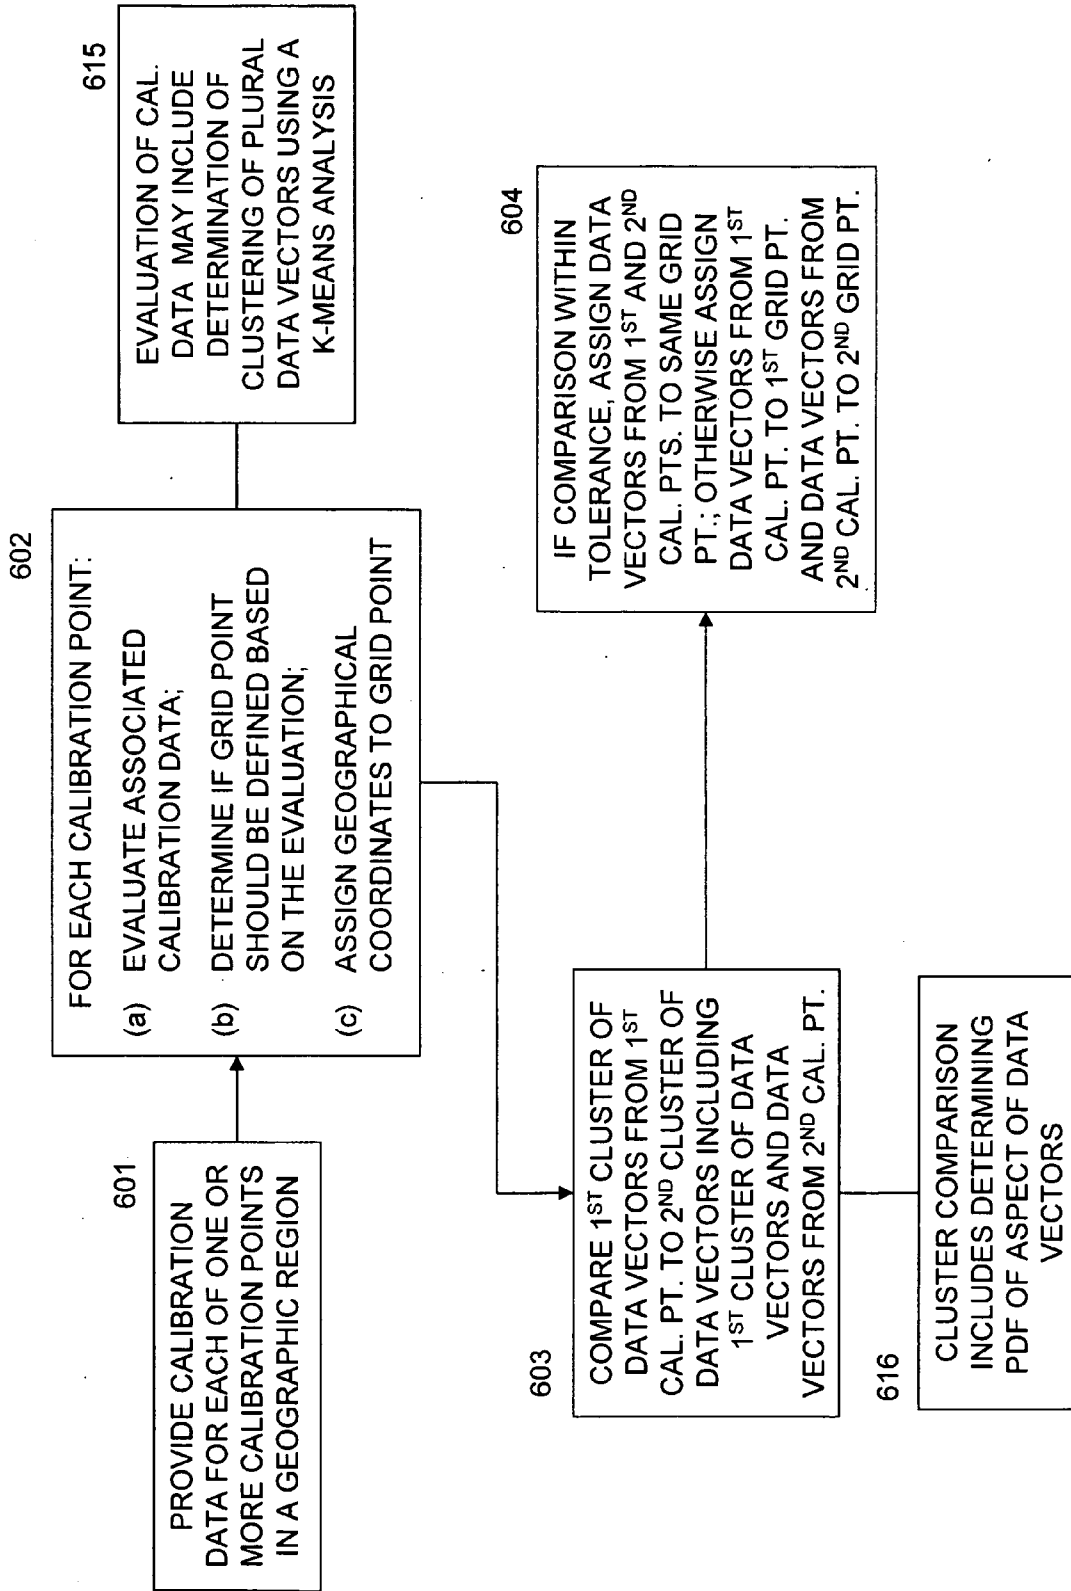 601
PROVIDE CALIBRATION
DATA FOR EACH OF ONE OR
MORE CALIBRATION POINTS
IN A GEOGRAPHIC REGION
602
FOR EACH CALIBRATION POINT:
(a) EVALUATE ASSOCIATED
CALIBRATION DATA;
(b) DETERMINE IF GRID POINT
SHOULD BE DEFINED BASED
ON THE EVALUATION;
(c) ASSIGN GEOGRAPHICAL
COORDINATES TO GRID POINT
615
EVALUATION OF CAL.
DATA MAY INCLUDE
DETERMINATION OF
CLUSTERING OF PLURAL
DATA VECTORS USING A
K-MEANS ANALYSIS
603
COMPARE 1ST CLUSTER OF
DATA VECTORS FROM 1ST
CAL. PT. TO 2ND CLUSTER OF
DATA VECTORS INCLUDING
1ST CLUSTER OF DATA
VECTORS AND DATA
VECTORS FROM 2ND CAL. PT.
604
IF COMPARISON WITHIN
TOLERANCE, ASSIGN DATA
VECTORS FROM 1ST AND 2ND
CAL. PTS. TO SAME GRID
PT.; OTHERWISE ASSIGN
DATA VECTORS FROM 1ST
CAL. PT. TO 1ST GRID PT.
AND DATA VECTORS FROM
2ND CAL. PT. TO 2ND GRID PT.
616
CLUSTER COMPARISON
INCLUDES DETERMINING
PDF OF ASPECT OF DATA
VECTORS